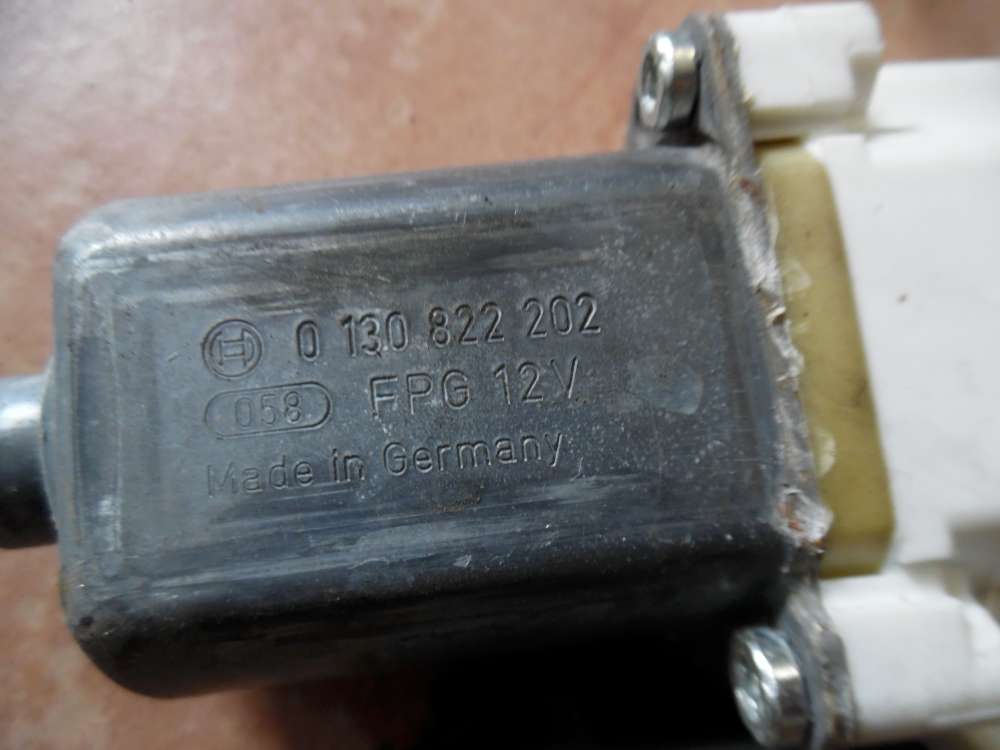 0 130 822 202
058 FPG 12V
Made in Germany